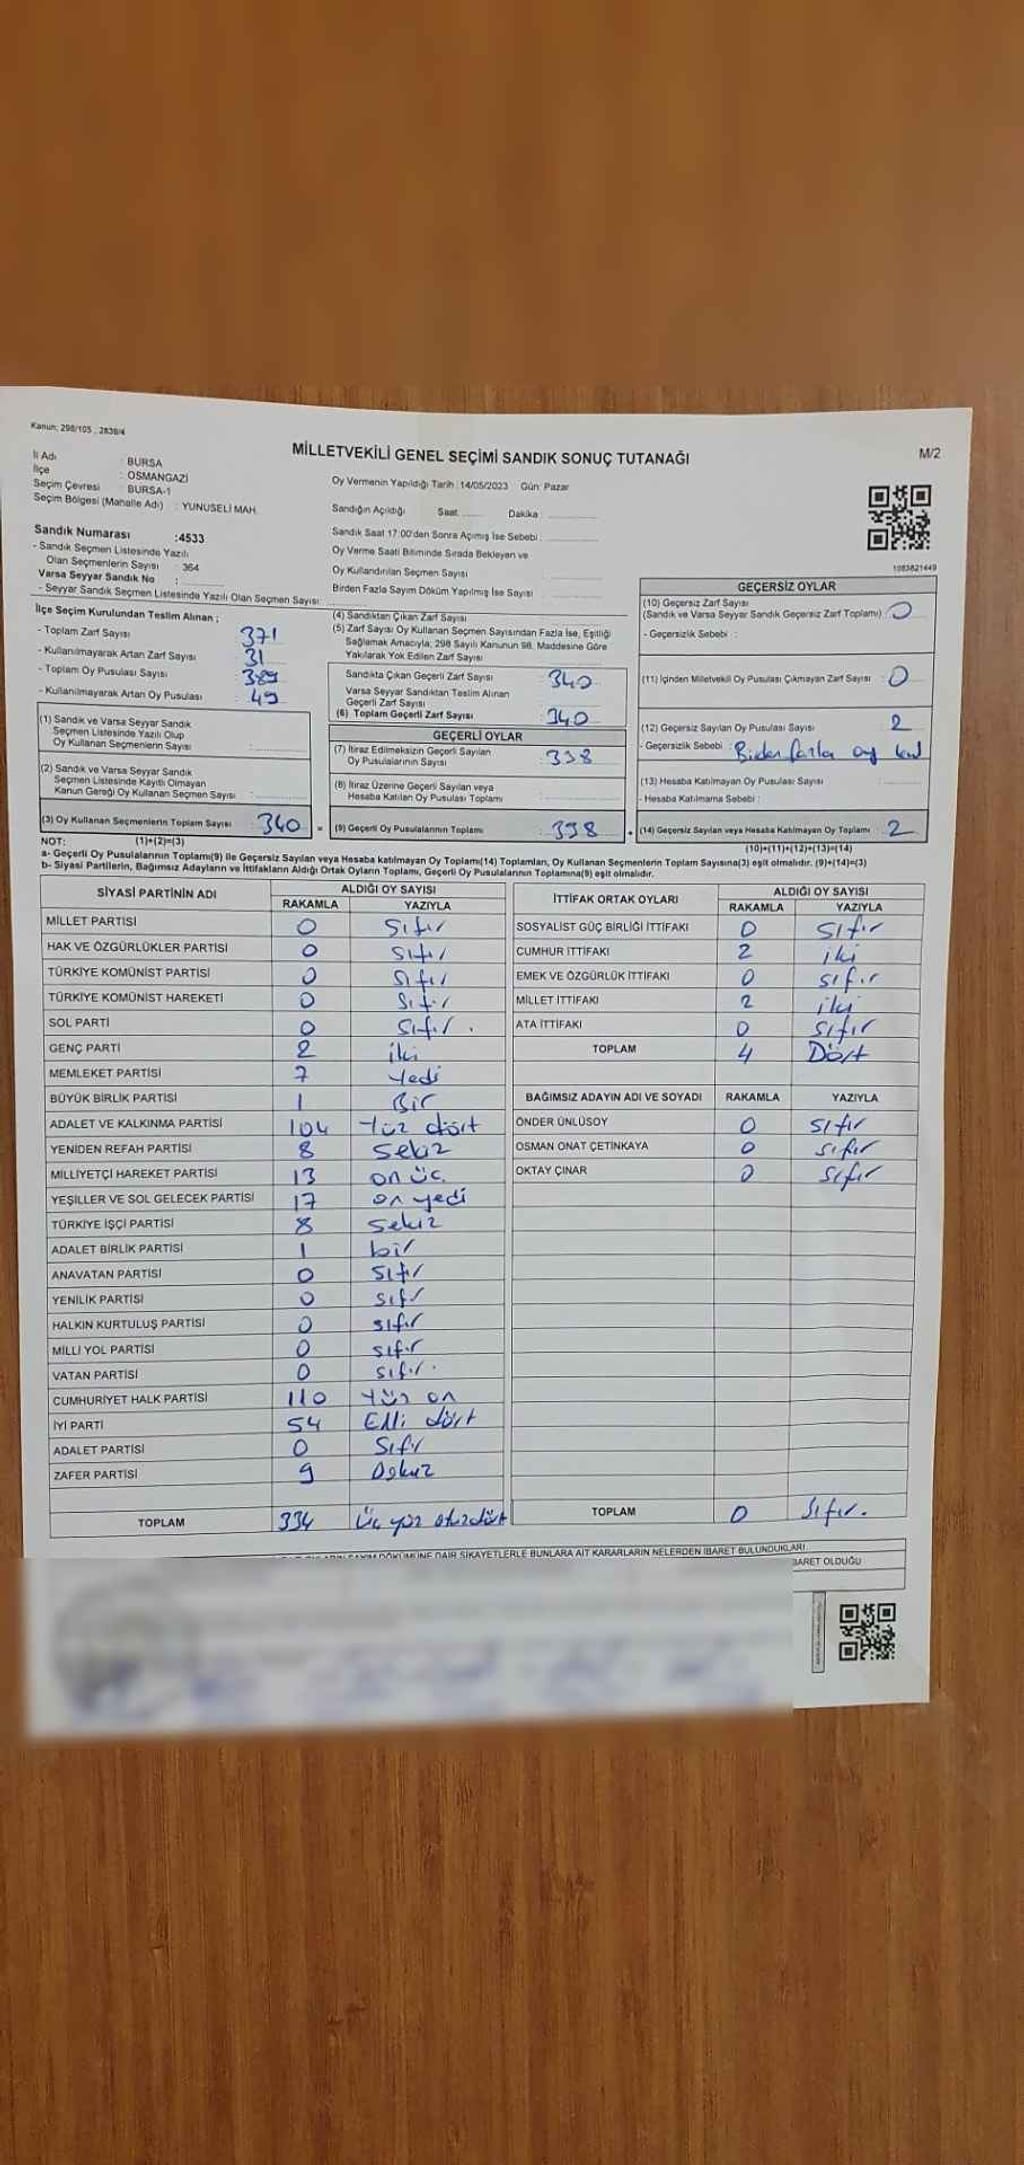 Kanun: 298/105 , 2839/4
MİLLETVEKİLİ GENEL SEÇİMİ SANDIK SONUÇ TUTANAĞI
M/2
İl Adı : BURSA
İlçe : OSMANGAZİ
Seçim Çevresi : BURSA-1
Seçim Bölgesi (Mahalle Adı) : YUNUSELİ MAH.
Sandık Numarası :4533
- Sandık Seçmen Listesinde Yazılı
Olan Seçmenlerin Sayısı : 364
Varsa Seyyar Sandık No :
- Seyyar Sandık Seçmen Listesinde Yazılı Olan Seçmen Sayısı:
Oy Vermenin Yapıldığı Tarih :14/05/2023 Gün: Pazar
Sandığın Açıldığı Saat Dakika
Sandık Saat 17:00'den Sonra Açımış İse Sebebi :
Oy Verme Saati Bitiminde Sırada Bekleyen ve
Oy Kullandırılan Seçmen Sayısı
Birden Fazla Sayım Döküm Yapılmış İse Sayısı
1083821449
İlçe Seçim Kurulundan Teslim Alınan ;
- Toplam Zarf Sayısı 371
- Kullanılmayarak Artan Zarf Sayısı 31
- Toplam Oy Pusulası Sayısı 389
- Kullanılmayarak Artan Oy Pusulası 49
(1) Sandık ve Varsa Seyyar Sandık
Seçmen Listesinde Yazılı Olup
Oy Kullanan Seçmenlerin Sayısı :
(2) Sandık ve Varsa Seyyar Sandık
Seçmen Listesinde Kayıtlı Olmayan
Kanun Gereği Oy Kullanan Seçmen Sayısı :
(3) Oy Kullanan Seçmenlerin Toplam Sayısı : 340
(4) Sandıktan Çıkan Zarf Sayısı
(5) Zarf Sayısı Oy Kullanan Seçmen Sayısından Fazla İse, Eşitliği
Sağlamak Amacıyla; 298 Sayılı Kanunun 98. Maddesine Göre
Yakılarak Yok Edilen Zarf Sayısı
Sandıkta Çıkan Geçerli Zarf Sayısı 340
Varsa Seyyar Sandıktan Teslim Alınan
Geçerli Zarf Sayısı
(6) Toplam Geçerli Zarf Sayısı : 340
GEÇERLİ OYLAR
(7) İtiraz Edilmeksizin Geçerli Sayılan
Oy Pusulalarının Sayısı : 338
(8) İtiraz Üzerine Geçerli Sayılan veya
Hesaba Katılan Oy Pusulası Toplamı :
= (9) Geçerli Oy Pusulalarının Toplamı : 338
GEÇERSİZ OYLAR
(10) Geçersiz Zarf Sayısı
(Sandık ve Varsa Seyyar Sandık Geçersiz Zarf Toplamı) 0
- Geçersizlik Sebebi :
(11) İçinden Milletvekili Oy Pusulası Çıkmayan Zarf Sayısı : 0
(12) Geçersiz Sayılan Oy Pusulası Sayısı 2
- Geçersizlik Sebebi : Birden fazla oy kul
(13) Hesaba Katılmayan Oy Pusulası Sayısı
- Hesaba Katılmama Sebebi :
+ (14) Geçersiz Sayılan veya Hesaba Katılmayan Oy Toplamı : 2
NOT: (1)+(2)=(3)
(10)+(11)+(12)+(13)=(14)
a- Geçerli Oy Pusulalarının Toplamı(9) ile Geçersiz Sayılan veya Hesaba katılmayan Oy Toplamı(14) Toplamları, Oy Kullanan Seçmenlerin Toplam Sayısına(3) eşit olmalıdır. (9)+(14)=(3)
b- Siyasi Partilerin, Bağımsız Adayların ve İttifakların Aldığı Ortak Oyların Toplamı, Geçerli Oy Pusulalarının Toplamına(9) eşit olmalıdır.
SİYASİ PARTİNİN ADI ALDIĞI OY SAYISI
RAKAMLA YAZIYLA
MİLLET PARTİSİ 0 Sıfır
HAK VE ÖZGÜRLÜKLER PARTİSİ 0 Sıfır
TÜRKİYE KOMÜNİST PARTİSİ 0 Sıfır
TÜRKİYE KOMÜNİST HAREKETİ 0 Sıfır
SOL PARTİ 0 Sıfır.
GENÇ PARTİ 2 iki
MEMLEKET PARTİSİ 7 Yedi
BÜYÜK BİRLİK PARTİSİ 1 Bir
ADALET VE KALKINMA PARTİSİ 104 Yüz dört
YENİDEN REFAH PARTİSİ 8 Sekiz
MİLLİYETÇİ HAREKET PARTİSİ 13 on üç
YEŞİLLER VE SOL GELECEK PARTİSİ 17 on yedi
TÜRKİYE İŞÇİ PARTİSİ 8 Sekiz
ADALET BİRLİK PARTİSİ 1 bir
ANAVATAN PARTİSİ 0 Sıfır
YENİLİK PARTİSİ 0 Sıfır
HALKIN KURTULUŞ PARTİSİ 0 sıfır
MİLLİ YOL PARTİSİ 0 sıfır
VATAN PARTİSİ 0 sıfır.
CUMHURİYET HALK PARTİSİ 110 Yüz on
İYİ PARTİ 54 Elli dört
ADALET PARTİSİ 0 Sıfır
ZAFER PARTİSİ 9 Dokuz
TOPLAM 334 Üç yüz otuzdört
İTTİFAK ORTAK OYLARI ALDIĞI OY SAYISI
RAKAMLA YAZIYLA
SOSYALİST GÜÇ BİRLİĞİ İTTİFAKI 0 Sıfır
CUMHUR İTTİFAKI 2 iki
EMEK VE ÖZGÜRLÜK İTTİFAKI 0 sıfır
MİLLET İTTİFAKI 2 iki
ATA İTTİFAKI 0 Sıfır
TOPLAM 4 Dört
BAĞIMSIZ ADAYIN ADI VE SOYADI RAKAMLA YAZIYLA
ÖNDER ÜNLÜSOY 0 Sıfır
OSMAN ONAT ÇETİNKAYA 0 sıfır
OKTAY ÇINAR 0 sıfır
TOPLAM 0 Sıfır.
DÖKÜMÜNE DAİR ŞİKAYETLERLE BUNLARA AİT KARARLARIN NELERDEN İBARET BULUNDUKLARI.
BARET OLDUĞU